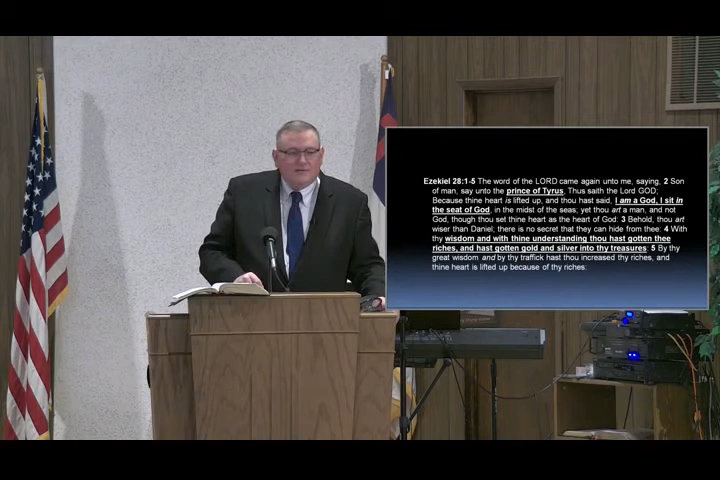 Ezekiel 28:1-5 The word of the LORD came again unto me, saying, 2 Son
of man, say unto the prince of Tyrus, Thus saith the Lord GOD;
Because thine heart is lifted up, and thou hast said, I am a God, I sit in
the seat of God, in the midst of the seas; yet thou art a man, and not
God, though thou set thine heart as the heart of God: 3 Behold, thou art
wiser than Daniel; there is no secret that they can hide from thee: 4 With
thy wisdom and with thine understanding thou hast gotten thee
riches, and hast gotten gold and silver into thy treasures: 5 By thy
great wisdom and by thy traffick hast thou increased thy riches, and
thine heart is lifted up because of thy riches: